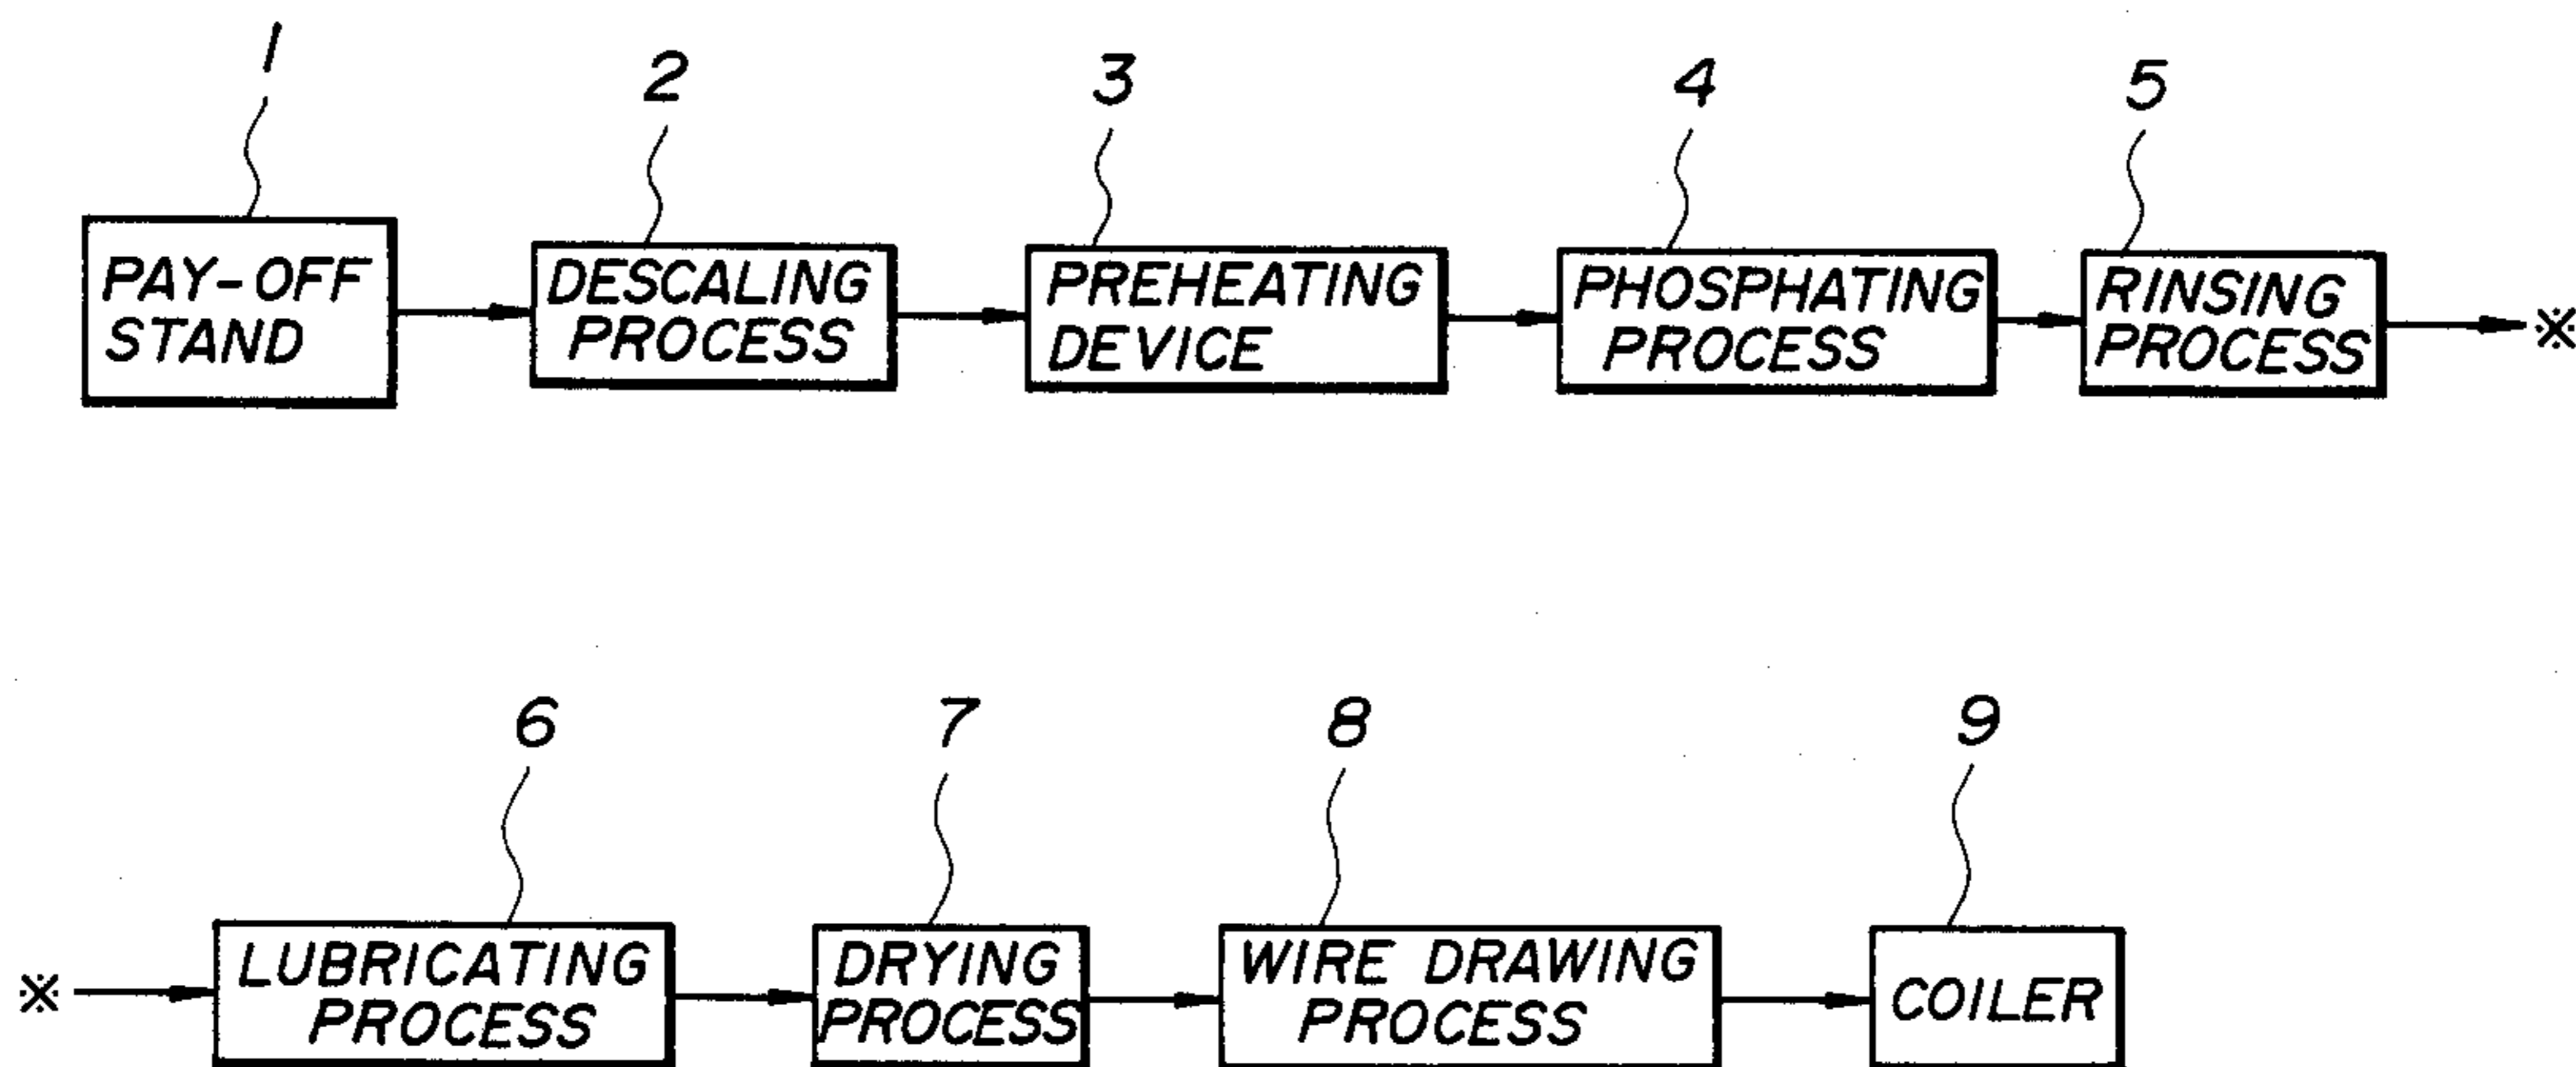 1
2
3
4
5
PAY-OFF
STAND
DESCALING
PROCESS
PREHEATING
DEVICE
PHOSPHATING
PROCESS
RINSING
PROCESS
※
6
7
8
9
※
LUBRICATING
PROCESS
DRYING
PROCESS
WIRE DRAWING
PROCESS
COILER